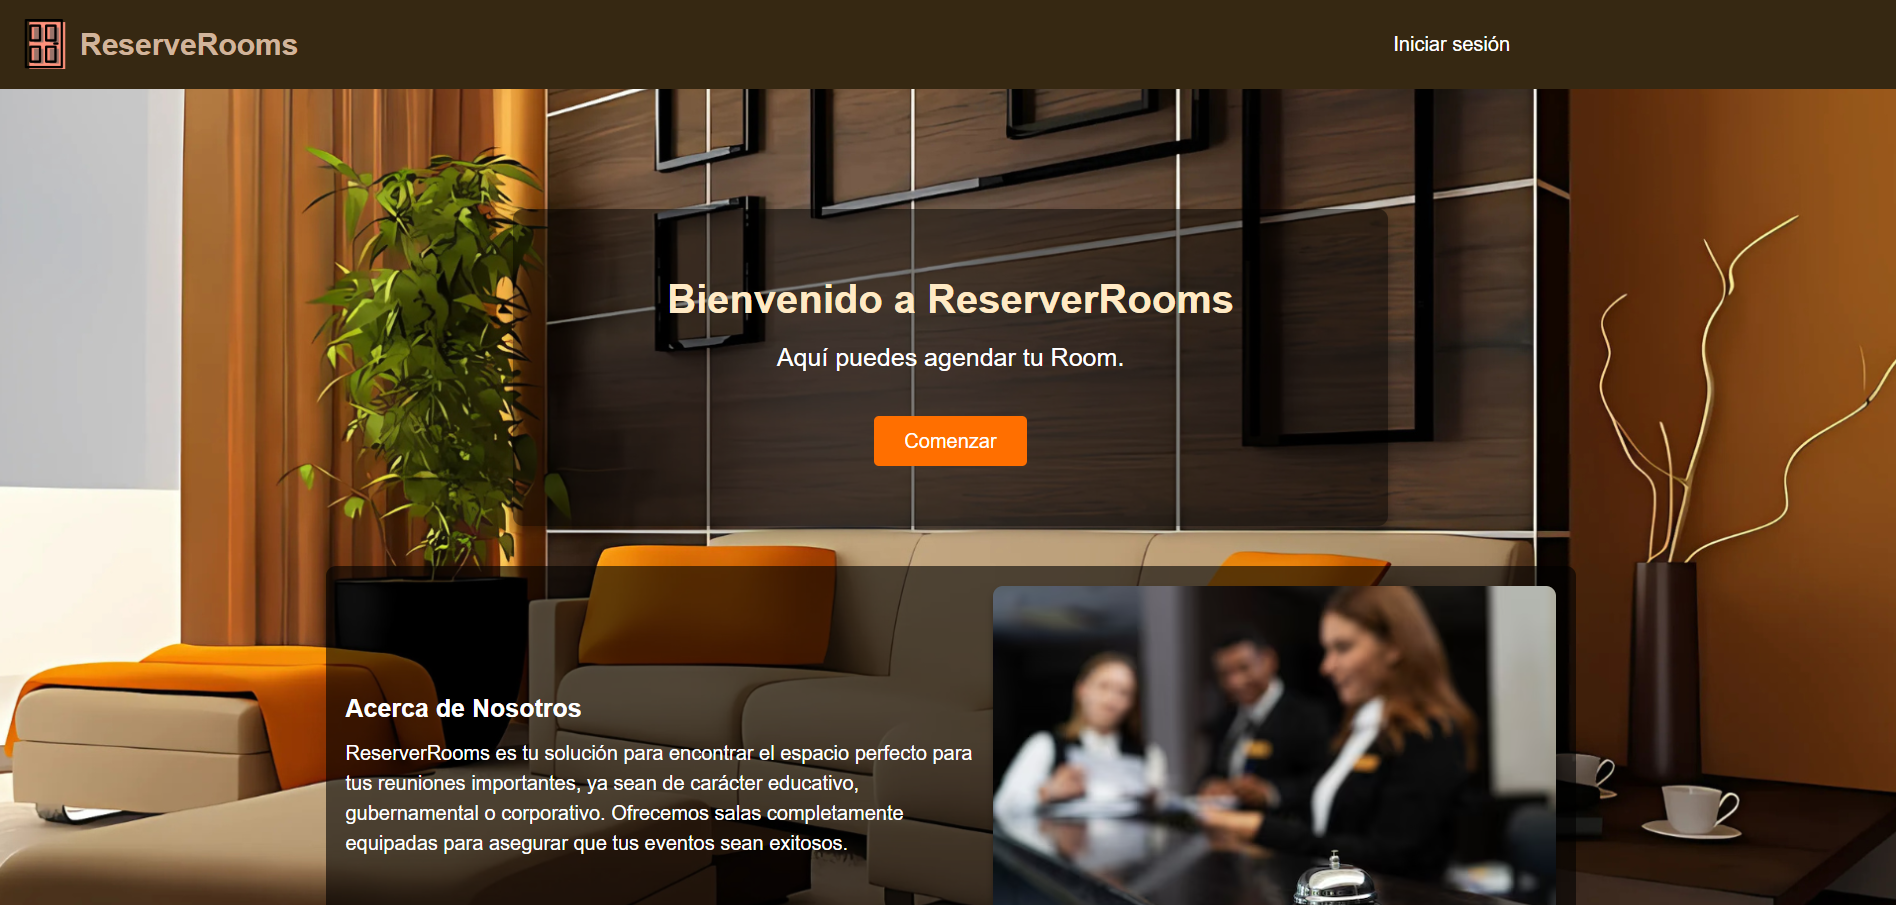 ReserveRooms
Iniciar sesión
Bienvenido a ReserverRooms
Aquí puedes agendar tu Room.
Comenzar
Acerca de Nosotros
ReserverRooms es tu solución para encontrar el espacio perfecto para
tus reuniones importantes, ya sean de carácter educativo,
gubernamental o corporativo. Ofrecemos salas completamente
equipadas para asegurar que tus eventos sean exitosos.